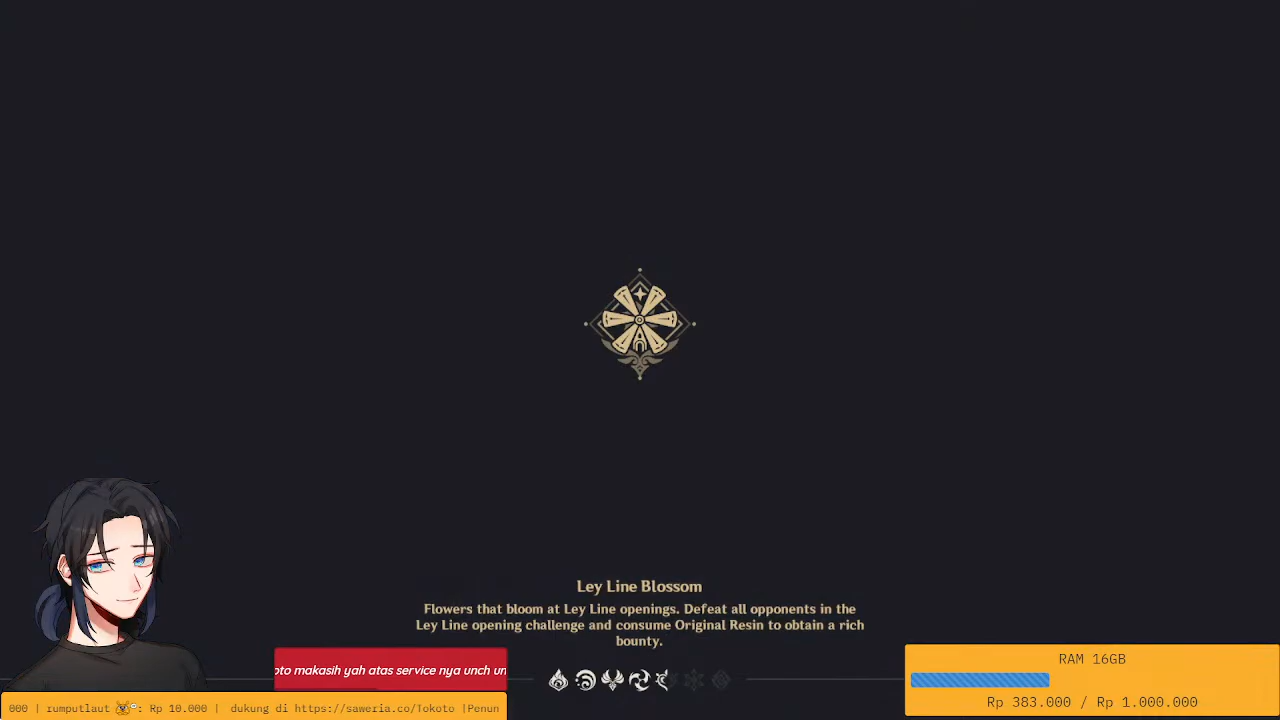 Ley Line Blossom
Flowers that bloom at Ley Line openings. Defeat all opponents in the
Ley Line opening challenge and consume Original Resin to obtain a rich
bounty.
oto makasih yah atas service nya unch un
000 | rumputlaut : Rp 10.000 | dukung di https://saweria.co/Tokoto |Penun
RAM 16GB
Rp 383.000 / Rp 1.000.000